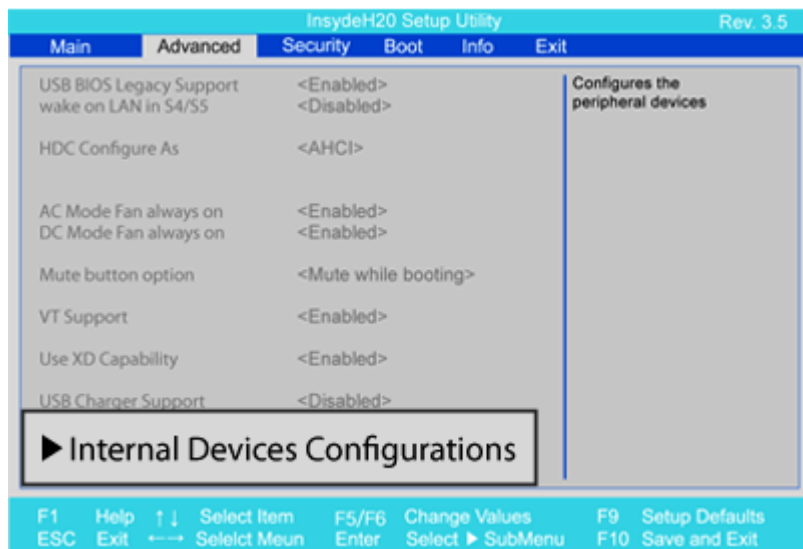 InsydeH20 Setup Utility Rev. 3.5
Main Advanced Security Boot Info Exit
USB BIOS Legacy Support <Enabled>
wake on LAN in S4/S5 <Disabled>
HDC Configure As <AHCI>
AC Mode Fan always on <Enabled>
DC Mode Fan always on <Enabled>
Mute button option <Mute while booting>
VT Support <Enabled>
Use XD Capability <Enabled>
USB Charger Support <Disabled>
▶ Internal Devices Configurations
Configures the
peripheral devices
F1 Help ↑↓ Select Item F5/F6 Change Values F9 Setup Defaults
ESC Exit ←→ Selelct Meun Enter Select ▶ SubMenu F10 Save and Exit